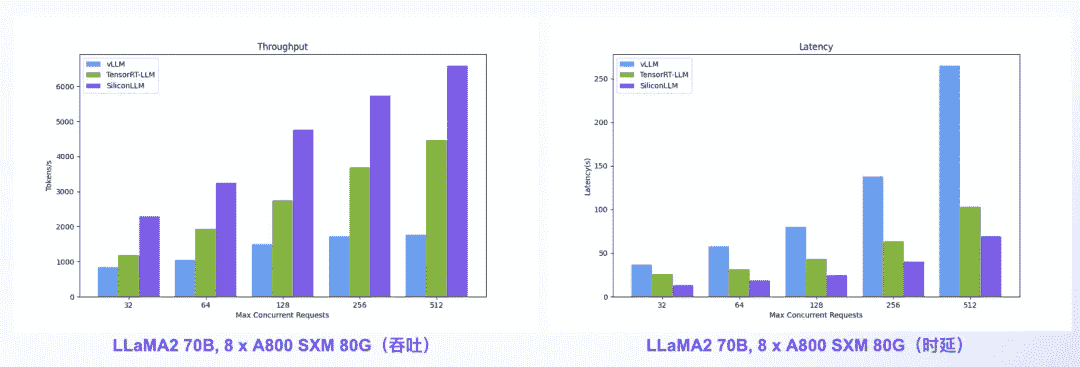 Throughput
vLLM
TensorRT-LLM
SiliconLLM
6000
5000
4000
3000
2000
1000
0
Tokens/s
32 64 128 256 512
Max Concurrent Requests
LLaMA2 70B, 8 x A800 SXM 80G（吞吐）
Latency
vLLM
TensorRT-LLM
SiliconLLM
250
200
150
100
50
0
Latency(s)
32 64 128 256 512
Max Concurrent Requests
LLaMA2 70B, 8 x A800 SXM 80G（时延）